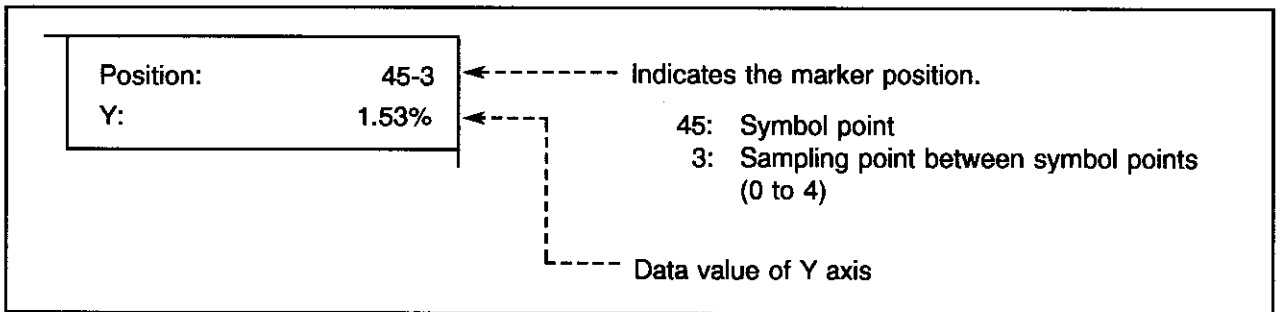 Position: 45-3
Indicates the marker position.
Y: 1.53%
45: Symbol point
3: Sampling point between symbol points
(0 to 4)
Data value of Y axis